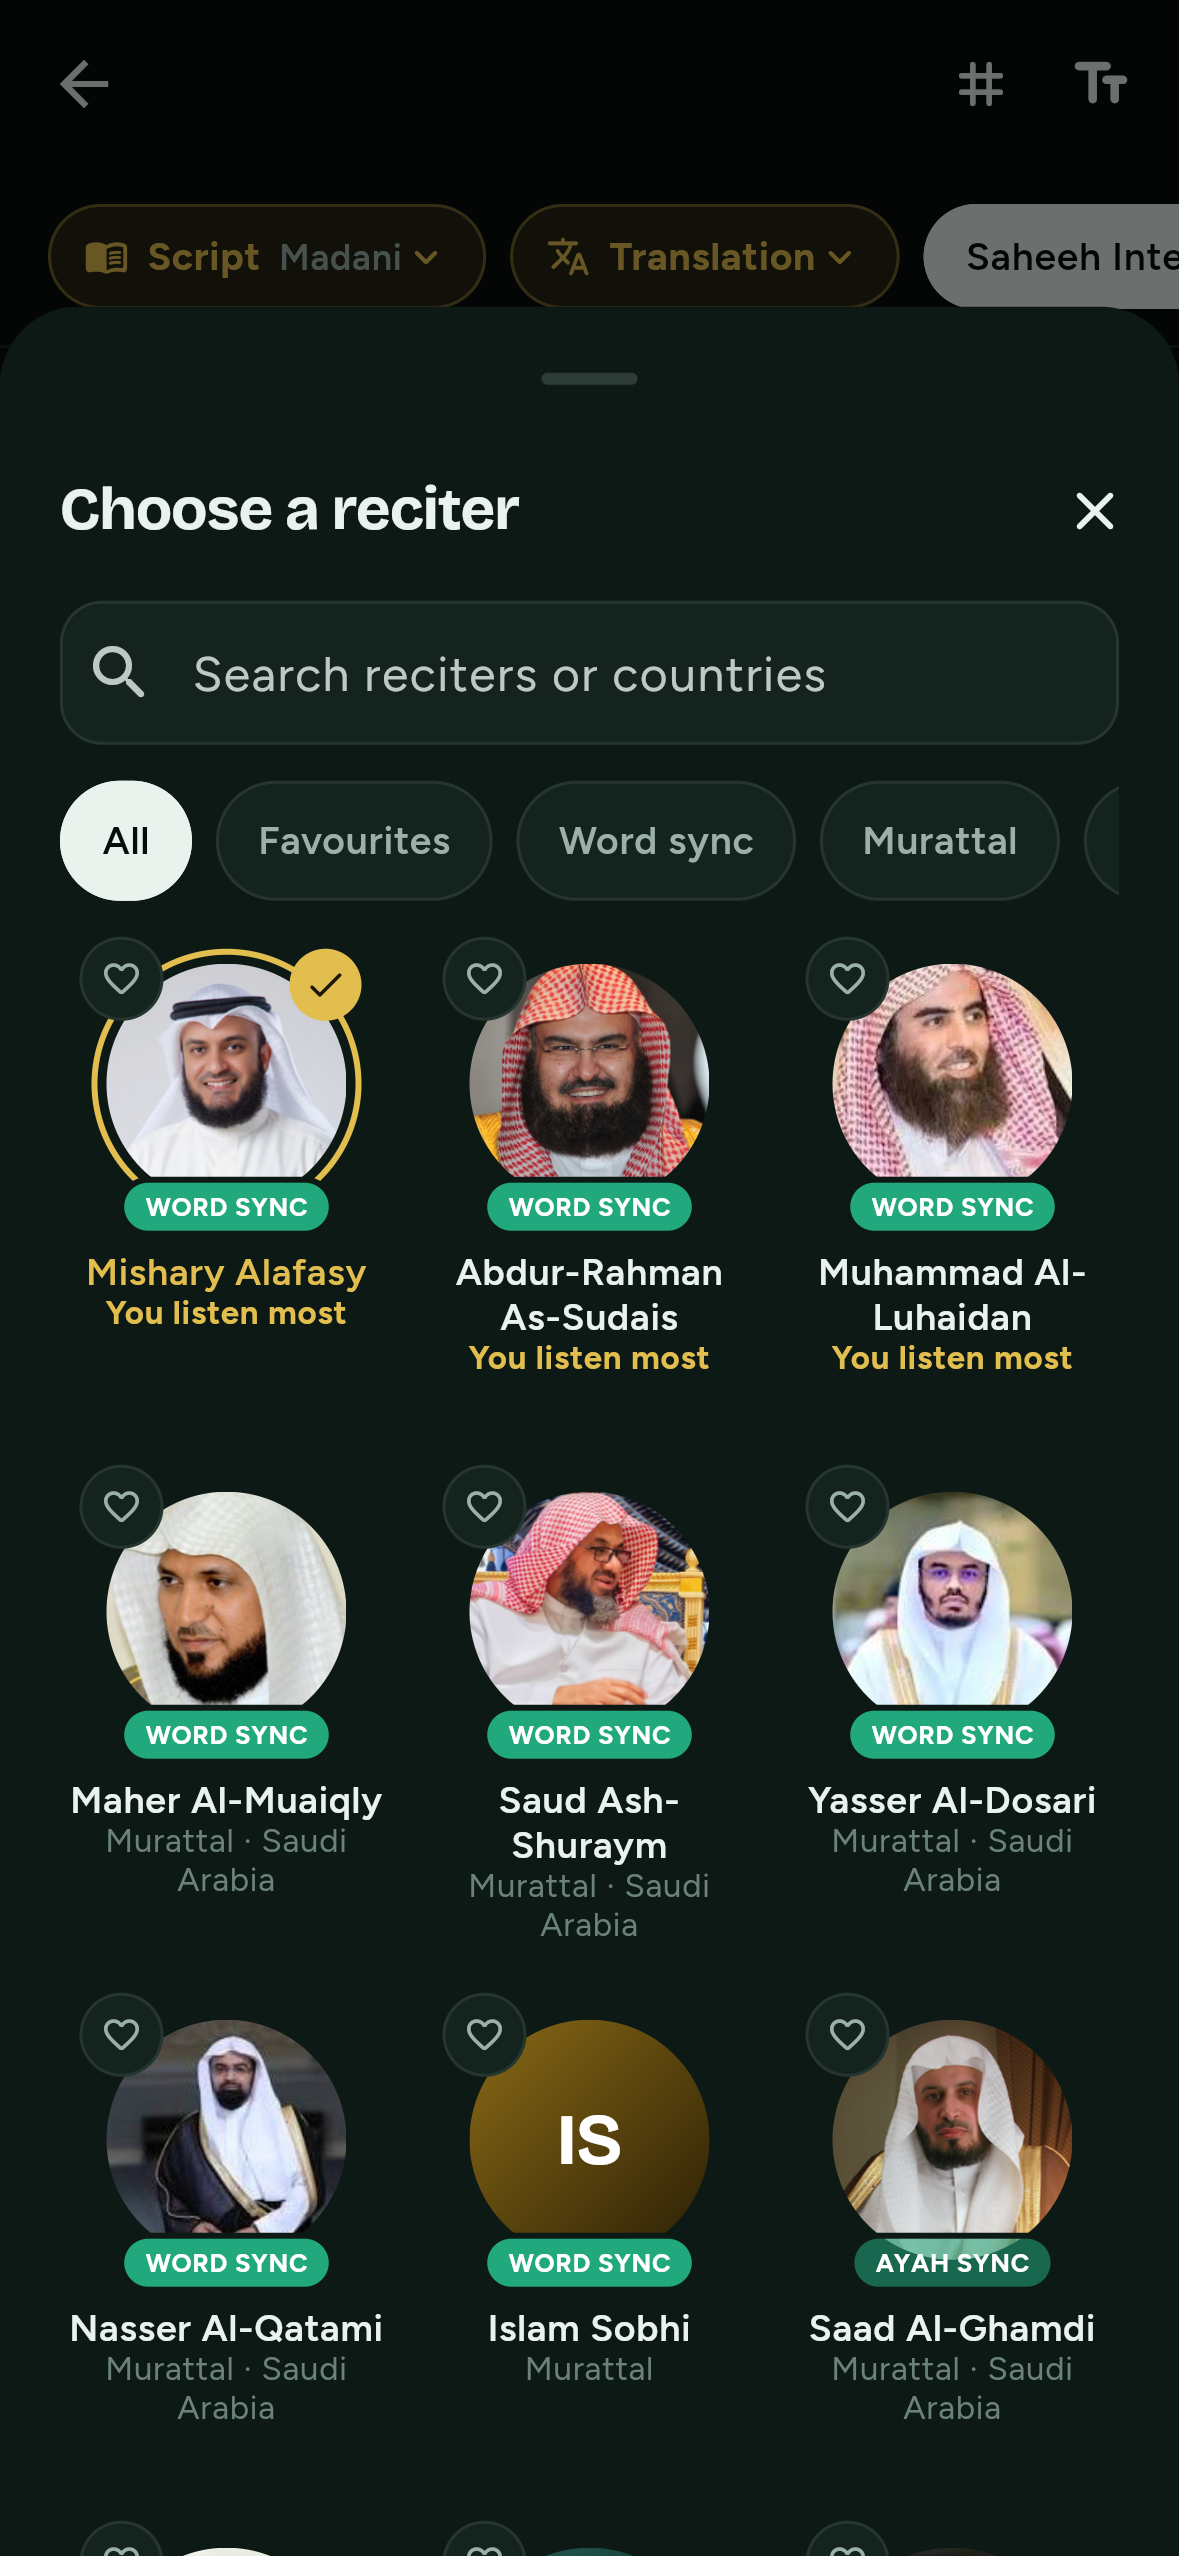 Script Madani
Translation
Saheeh Inte
Choose a reciter
Search reciters or countries
All
Favourites
Word sync
Murattal
WORD SYNC
WORD SYNC
WORD SYNC
Mishary Alafasy
You listen most
Abdur-Rahman
As-Sudais
You listen most
Muhammad Al-
Luhaidan
You listen most
WORD SYNC
WORD SYNC
WORD SYNC
Maher Al-Muaiqly
Murattal · Saudi
Arabia
Saud Ash-
Shuraym
Murattal · Saudi
Arabia
Yasser Al-Dosari
Murattal · Saudi
Arabia
IS
WORD SYNC
WORD SYNC
AYAH SYNC
Nasser Al-Qatami
Murattal · Saudi
Arabia
Islam Sobhi
Murattal
Saad Al-Ghamdi
Murattal · Saudi
Arabia